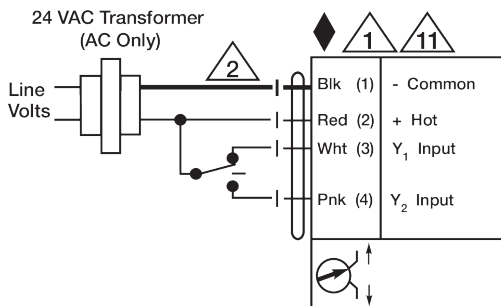 24 VAC Transformer
(AC Only)
Line
Volts
2
1
11
Blk (1) - Common
Red (2) + Hot
Wht (3) Y1 Input
Pnk (4) Y2 Input